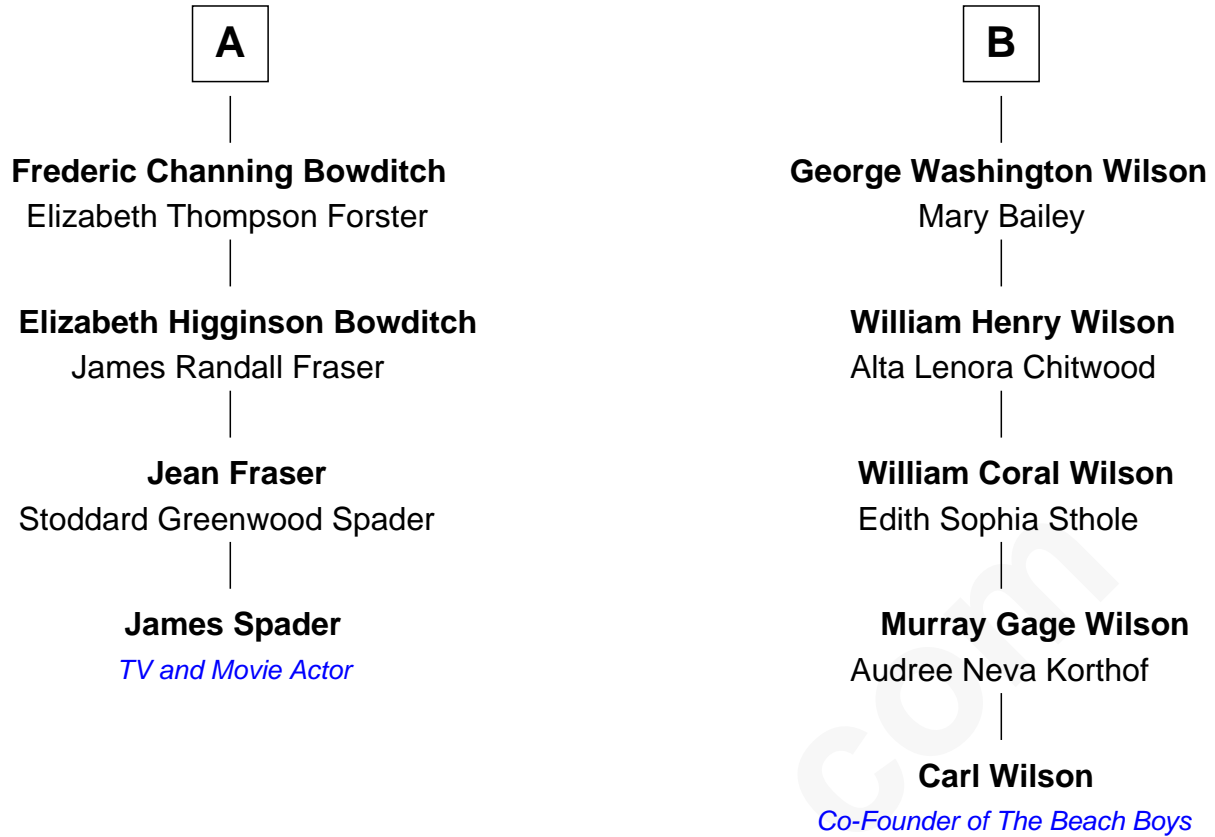 A
Frederic Channing Bowditch
Elizabeth Thompson Forster
Elizabeth Higginson Bowditch
James Randall Fraser
Jean Fraser
Stoddard Greenwood Spader
James Spader
TV and Movie Actor
B
George Washington Wilson
Mary Bailey
William Henry Wilson
Alta Lenora Chitwood
William Coral Wilson
Edith Sophia Sthole
Murray Gage Wilson
Audree Neva Korthof
Carl Wilson
Co-Founder of The Beach Boys
com